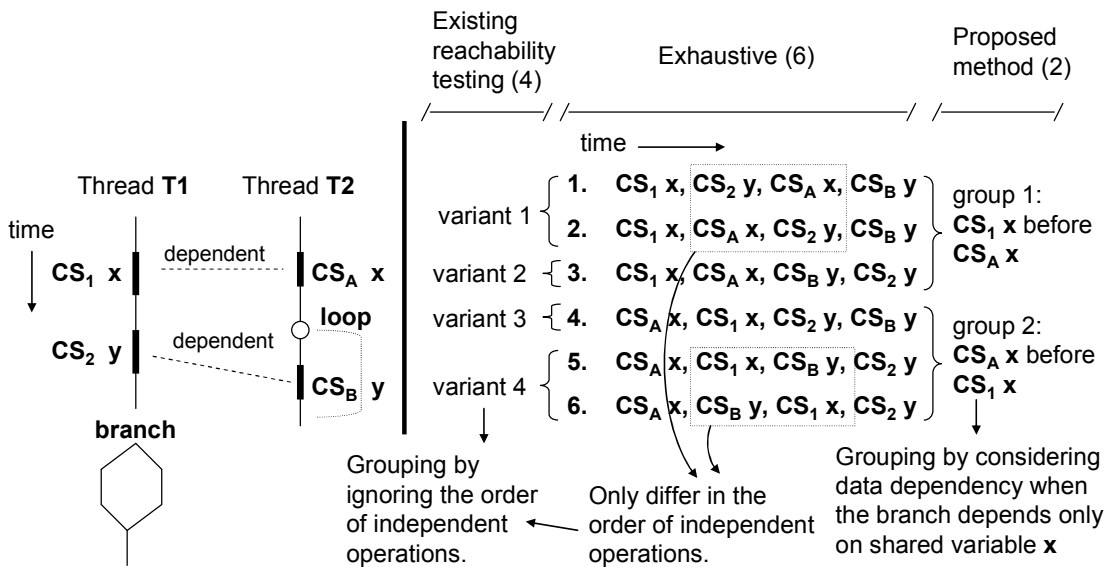 Existing
reachability
testing (4)
Exhaustive (6)
Proposed
method (2)
time
Thread T1
Thread T2
time
CS1 x
dependent
CSA x
loop
CS2 y
dependent
CSB y
branch
variant 1
1. CS1 x, CS2 y, CSA x, CSB y
2. CS1 x, CSA x, CS2 y, CSB y
variant 2
3. CS1 x, CSA x, CSB y, CS2 y
variant 3
4. CSA x, CS1 x, CS2 y, CSB y
variant 4
5. CSA x, CS1 x, CSB y, CS2 y
6. CSA x, CSB y, CS1 x, CS2 y
group 1:
CS1 x before
CSA x
group 2:
CSA x before
CS1 x
Grouping by
ignoring the order
of independent
operations.
Only differ in the
order of independent
operations.
Grouping by considering
data dependency when
the branch depends only
on shared variable x